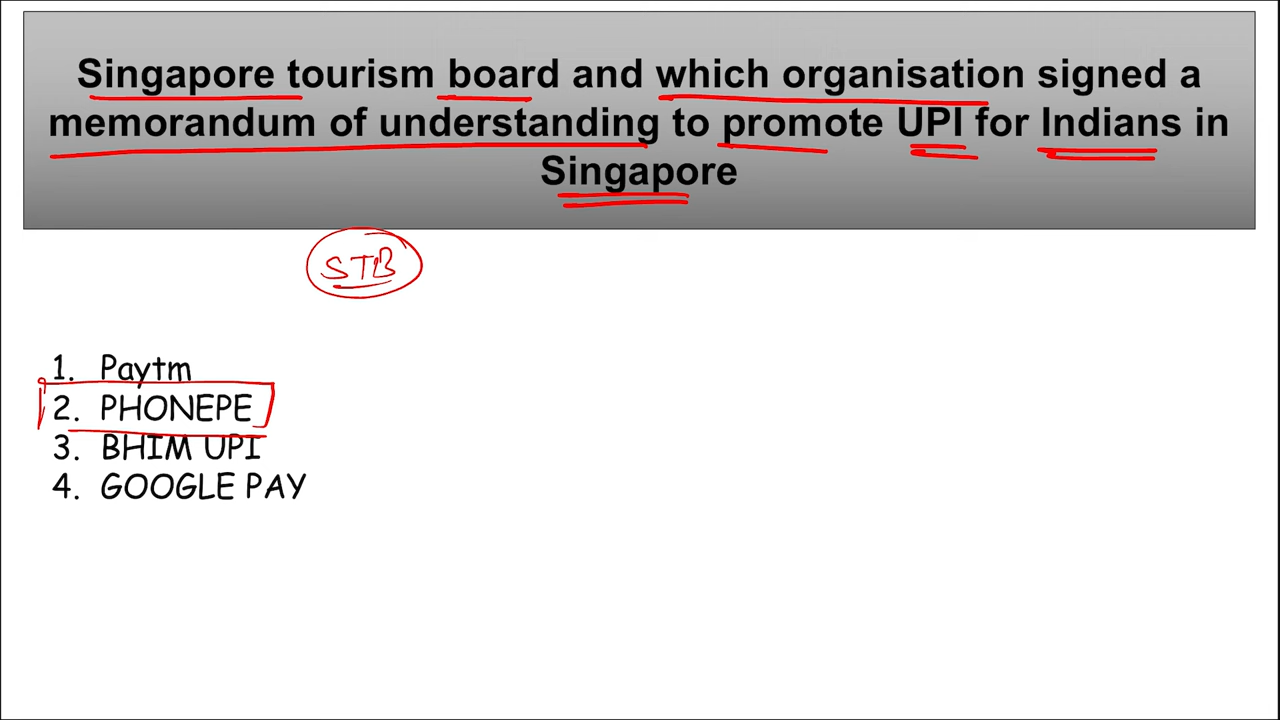 Singapore tourism board and which organisation signed a
memorandum of understanding to promote UPI for Indians in
Singapore
STB
1. Paytm
2. PHONEPE
3. BHIM UPI
4. GOOGLE PAY